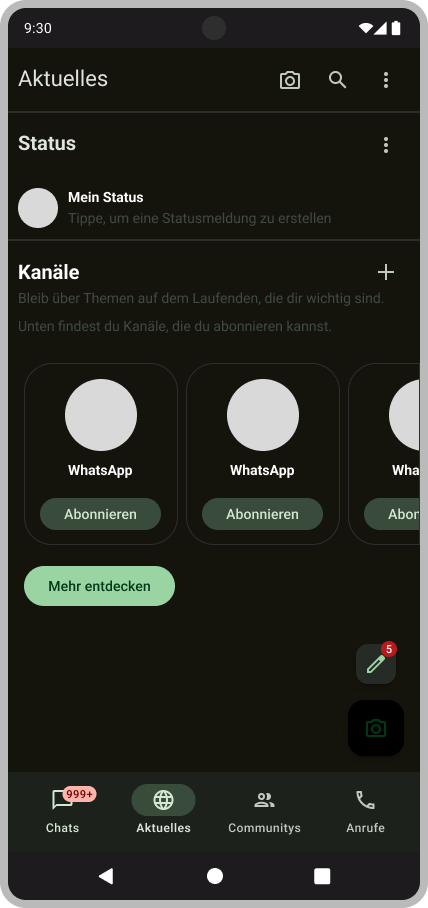 9:30
Aktuelles
Status
Mein Status
Tippe, um eine Statusmeldung zu erstellen
Kanäle
Bleib über Themen auf dem Laufenden, die dir wichtig sind.
Unten findest du Kanäle, die du abonnieren kannst.
WhatsApp WhatsApp Wha
Abonnieren Abonnieren Abon
Mehr entdecken
5
999+
Chats Aktuelles Communitys Anrufe